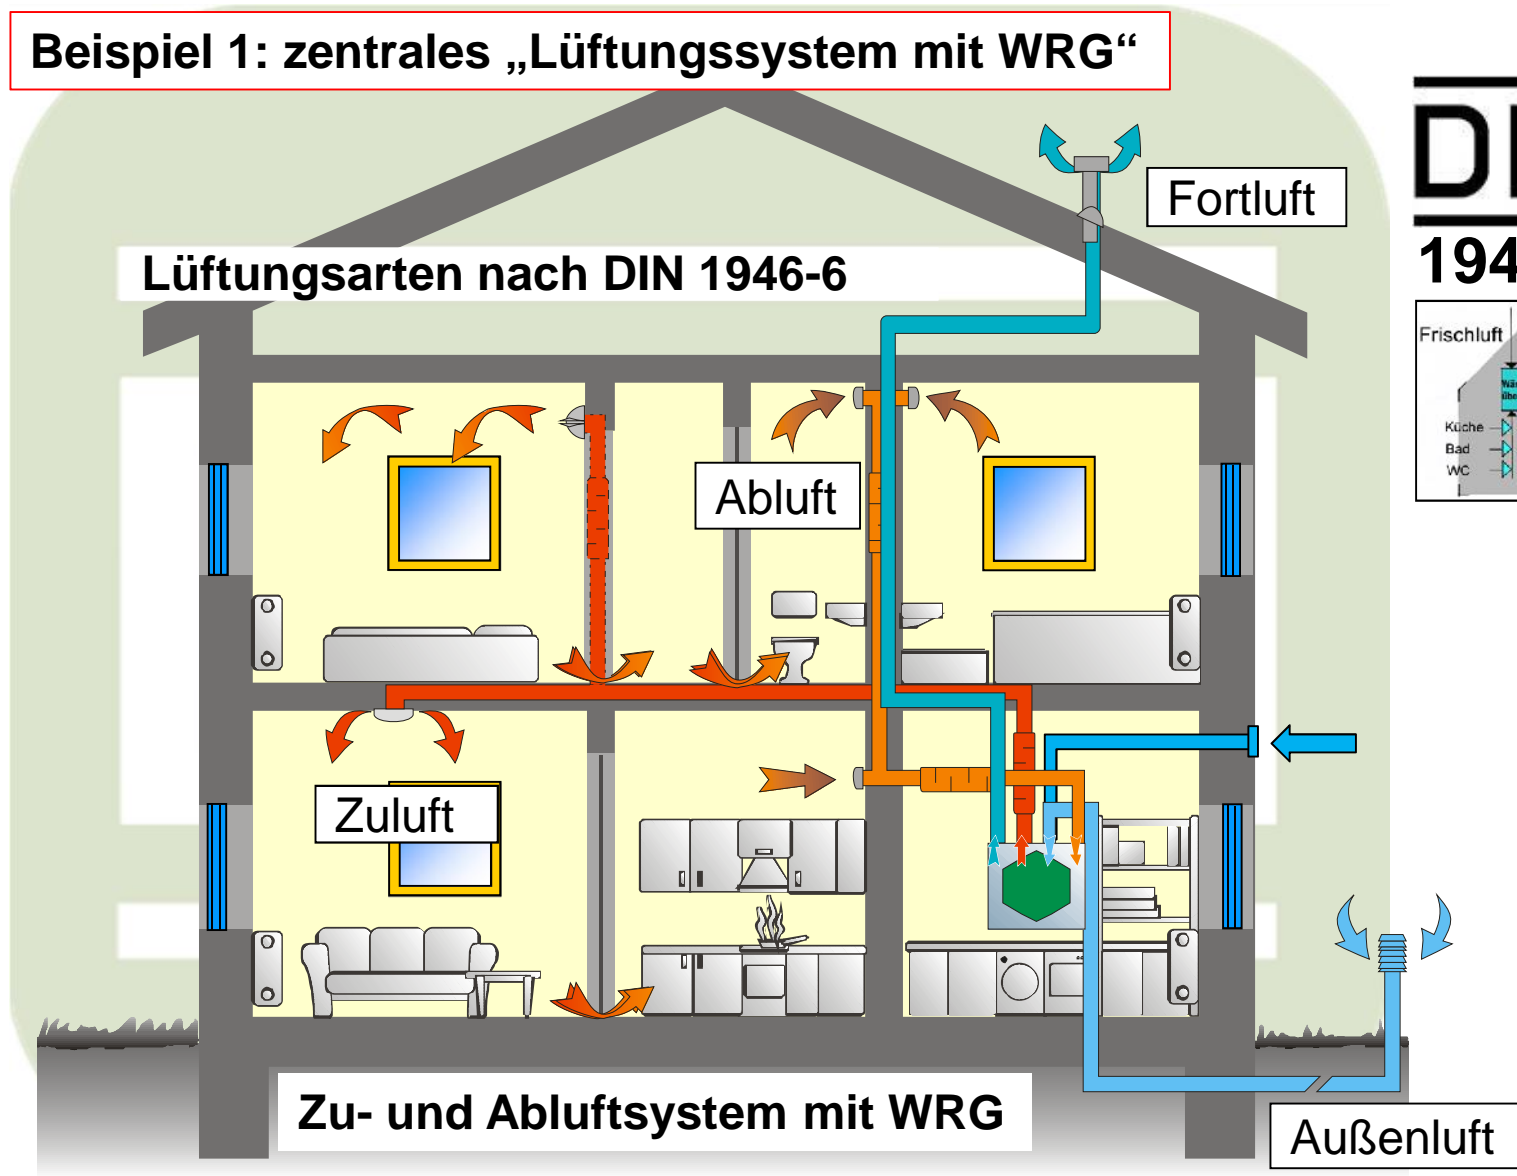 Beispiel 1: zentrales „Lüftungssystem mit WRG“
Fortluft
Lüftungsarten nach DIN 1946-6
194
Frischluft
Küche
Bad
WC
Abluft
Zuluft
Zu- und Abluftsystem mit WRG
Außenluft